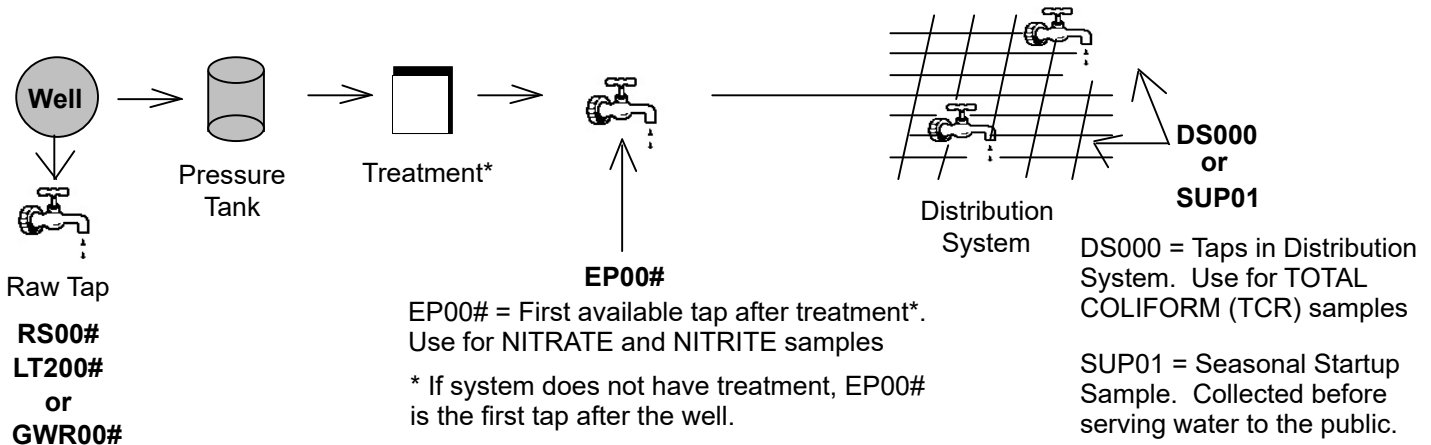 Well
Pressure
Tank
Treatment*
Raw Tap
RS00#
LT200#
or
GWR00#
EP00#
EP00# = First available tap after treatment*.
Use for NITRATE and NITRITE samples
* If system does not have treatment, EP00#
is the first tap after the well.
Distribution
System
DS000
or
SUP01
DS000 = Taps in Distribution
System.  Use for TOTAL
COLIFORM (TCR) samples
SUP01 = Seasonal Startup
Sample.  Collected before
serving water to the public.